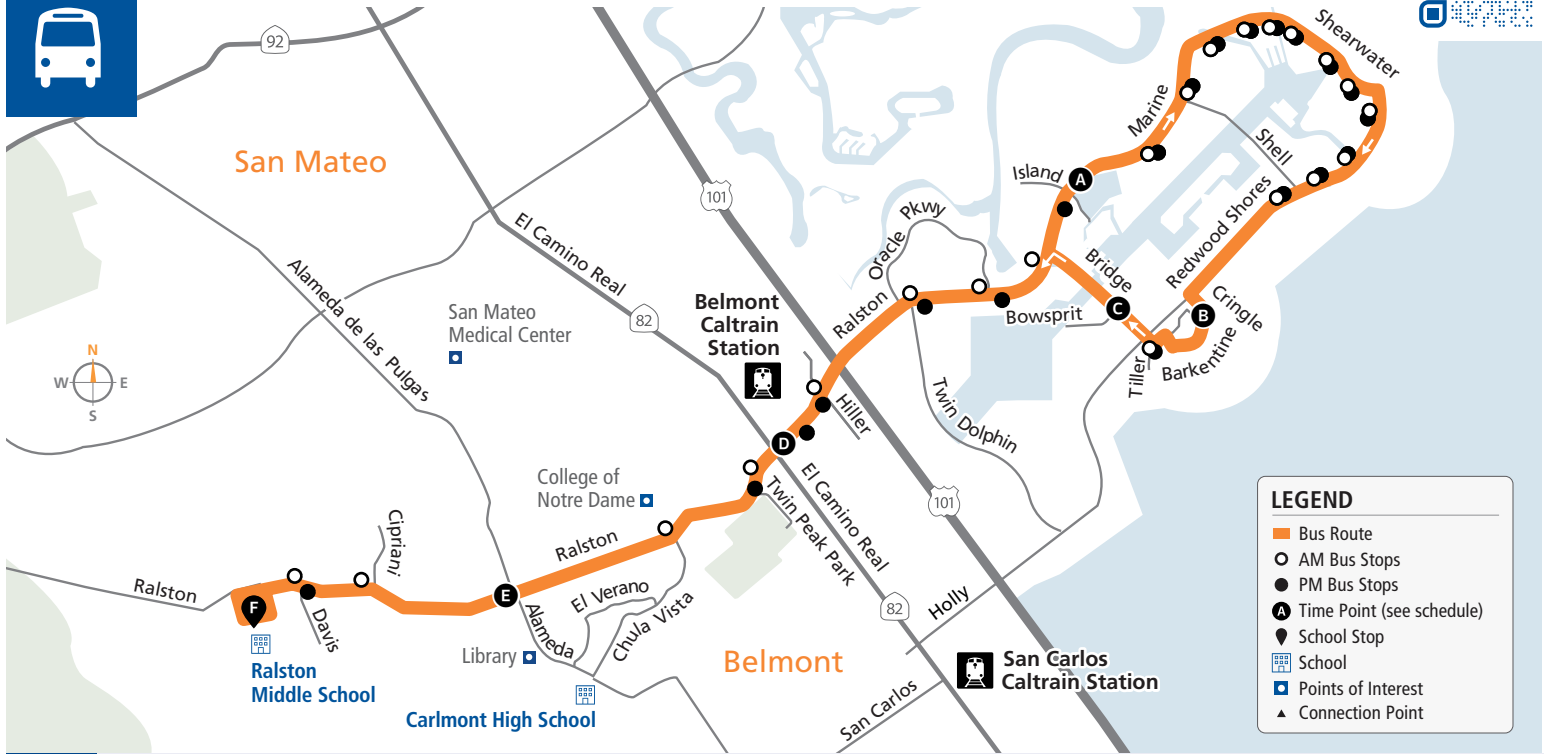 92
San Mateo
101
Shearwater
Marine
Shell
Island
Redwood Shores
Oracle Pkwy
Bridge
Cringle
Bowsprit
Barkentine
Tiller
A
B
C
El Camino Real
82
Alameda de las Pulgas
San Mateo
Medical Center
Belmont
Caltrain
Station
Ralston
Hiller
Twin Dolphin
N
W
E
S
D
College of
Notre Dame
Twin Peak Park
El Camino Real
101
Ralston
Cipriani
E
El Verano
Chula Vista
Alameda
Library
Ralston
F
Davis
Ralston
Middle School
Carlmont High School
Belmont
82
Holly
San Carlos
San Carlos
Caltrain Station
LEGEND
Bus Route
AM Bus Stops
PM Bus Stops
A Time Point (see schedule)
School Stop
School
Points of Interest
Connection Point